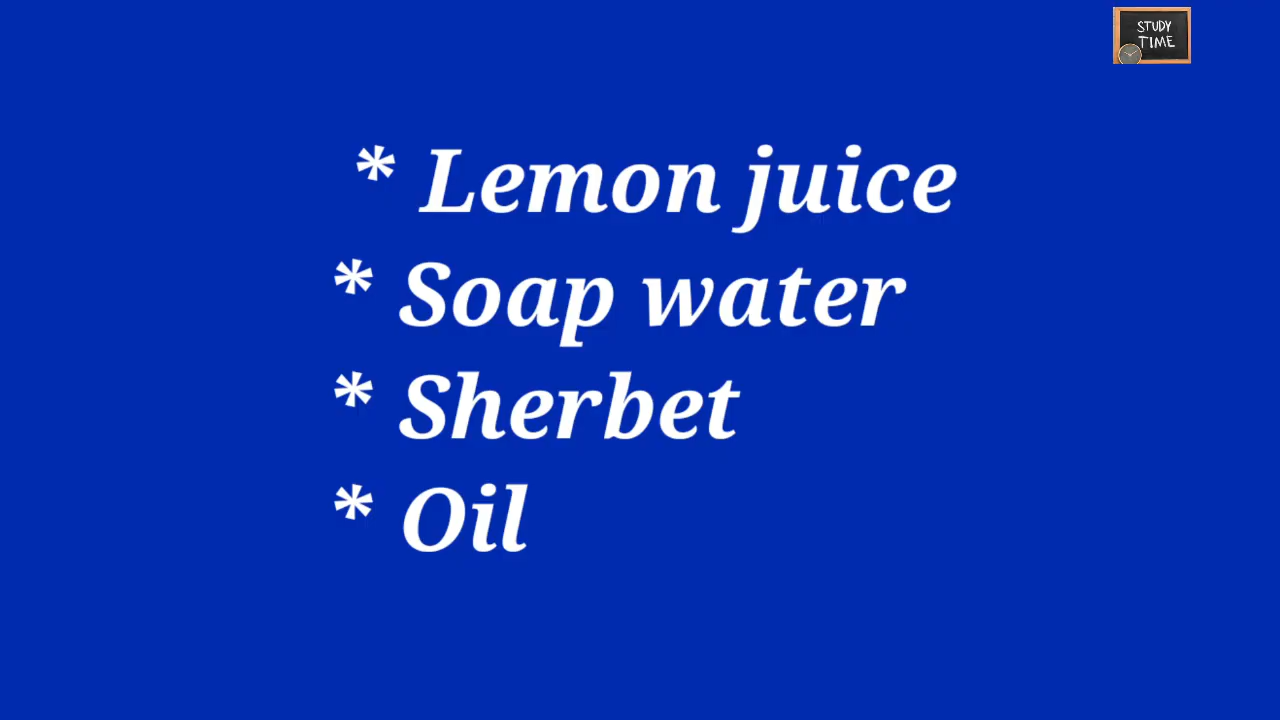 STUDY
TIME
* Lemon juice
* Soap water
* Sherbet
* Oil